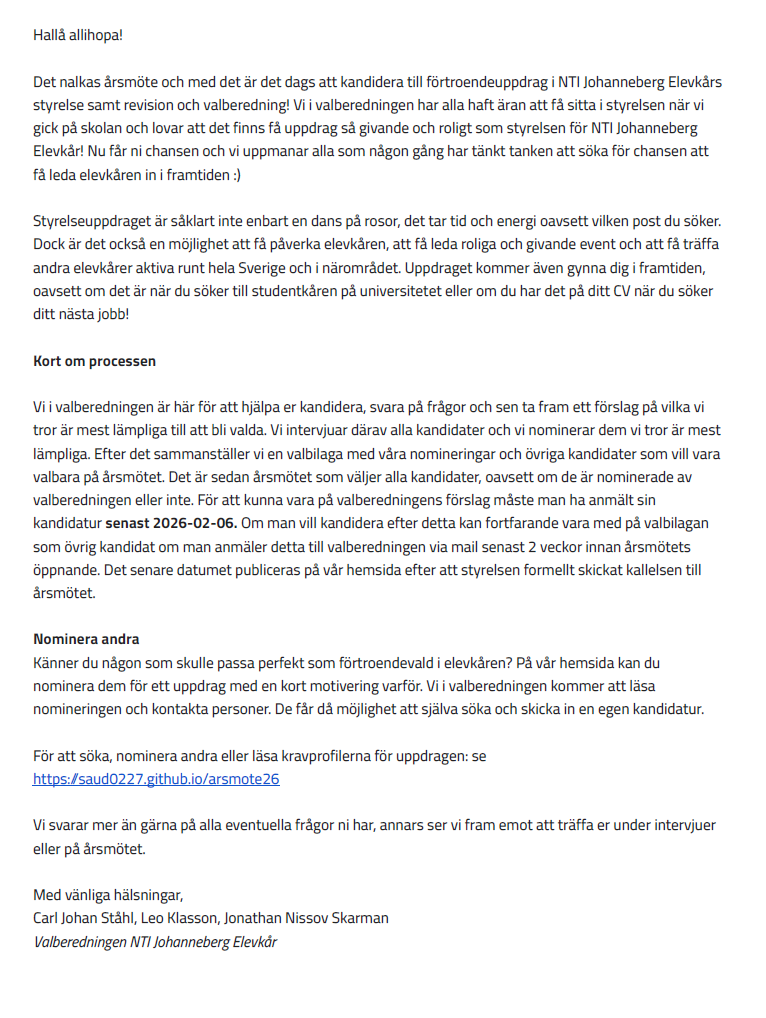 Hallå allihopa!
Det nalkas årsmöte och med det är det dags att kandidera till förtroendeuppdrag i NTI Johanneberg Elevkårs
styrelse samt revision och valberedning! Vi i valberedningen har alla haft äran att få sitta i styrelsen när vi
gick på skolan och lovar att det finns få uppdrag så givande och roligt som styrelsen för NTI Johanneberg
Elevkår! Nu får ni chansen och vi uppmanar alla som någon gång har tänkt tanken att söka för chansen att
få leda elevkåren in i framtiden :)
Styrelseuppdraget är såklart inte enbart en dans på rosor, det tar tid och energi oavsett vilken post du söker.
Dock är det också en möjlighet att få påverka elevkåren, att få leda roliga och givande event och att få träffa
andra elevkårer aktiva runt hela Sverige och i närområdet. Uppdraget kommer även gynna dig i framtiden,
oavsett om det är när du söker till studentkåren på universitetet eller om du har det på ditt CV när du söker
ditt nästa jobb!
Kort om processen
Vi i valberedningen är här för att hjälpa er kandidera, svara på frågor och sen ta fram ett förslag på vilka vi
tror är mest lämpliga till att bli valda. Vi intervjuar därav alla kandidater och vi nominerar dem vi tror är mest
lämpliga. Efter det sammanställer vi en valbilaga med våra nomineringar och övriga kandidater som vill vara
valbara på årsmötet. Det är sedan årsmötet som väljer alla kandidater, oavsett om de är nominerade av
valberedningen eller inte. För att kunna vara på valberedningens förslag måste man ha anmält sin
kandidatur senast 2026-02-06. Om man vill kandidera efter detta kan fortfarande vara med på valbilagan
som övrig kandidat om man anmäler detta till valberedningen via mail senast 2 veckor innan årsmötets
öppnande. Det senare datumet publiceras på vår hemsida efter att styrelsen formellt skickat kallelsen till
årsmötet.
Nominera andra
Känner du någon som skulle passa perfekt som förtroendevald i elevkåren? På vår hemsida kan du
nominera dem för ett uppdrag med en kort motivering varför. Vi i valberedningen kommer att läsa
nomineringen och kontakta personer. De får då möjlighet att själva söka och skicka in en egen kandidatur.
För att söka, nominera andra eller läsa kravprofilerna för uppdragen: se
https://saud0227.github.io/arsmote26
Vi svarar mer än gärna på alla eventuella frågor ni har, annars ser vi fram emot att träffa er under intervjuer
eller på årsmötet.
Med vänliga hälsningar,
Carl Johan Ståhl, Leo Klasson, Jonathan Nissov Skarman
Valberedningen NTI Johanneberg Elevkår